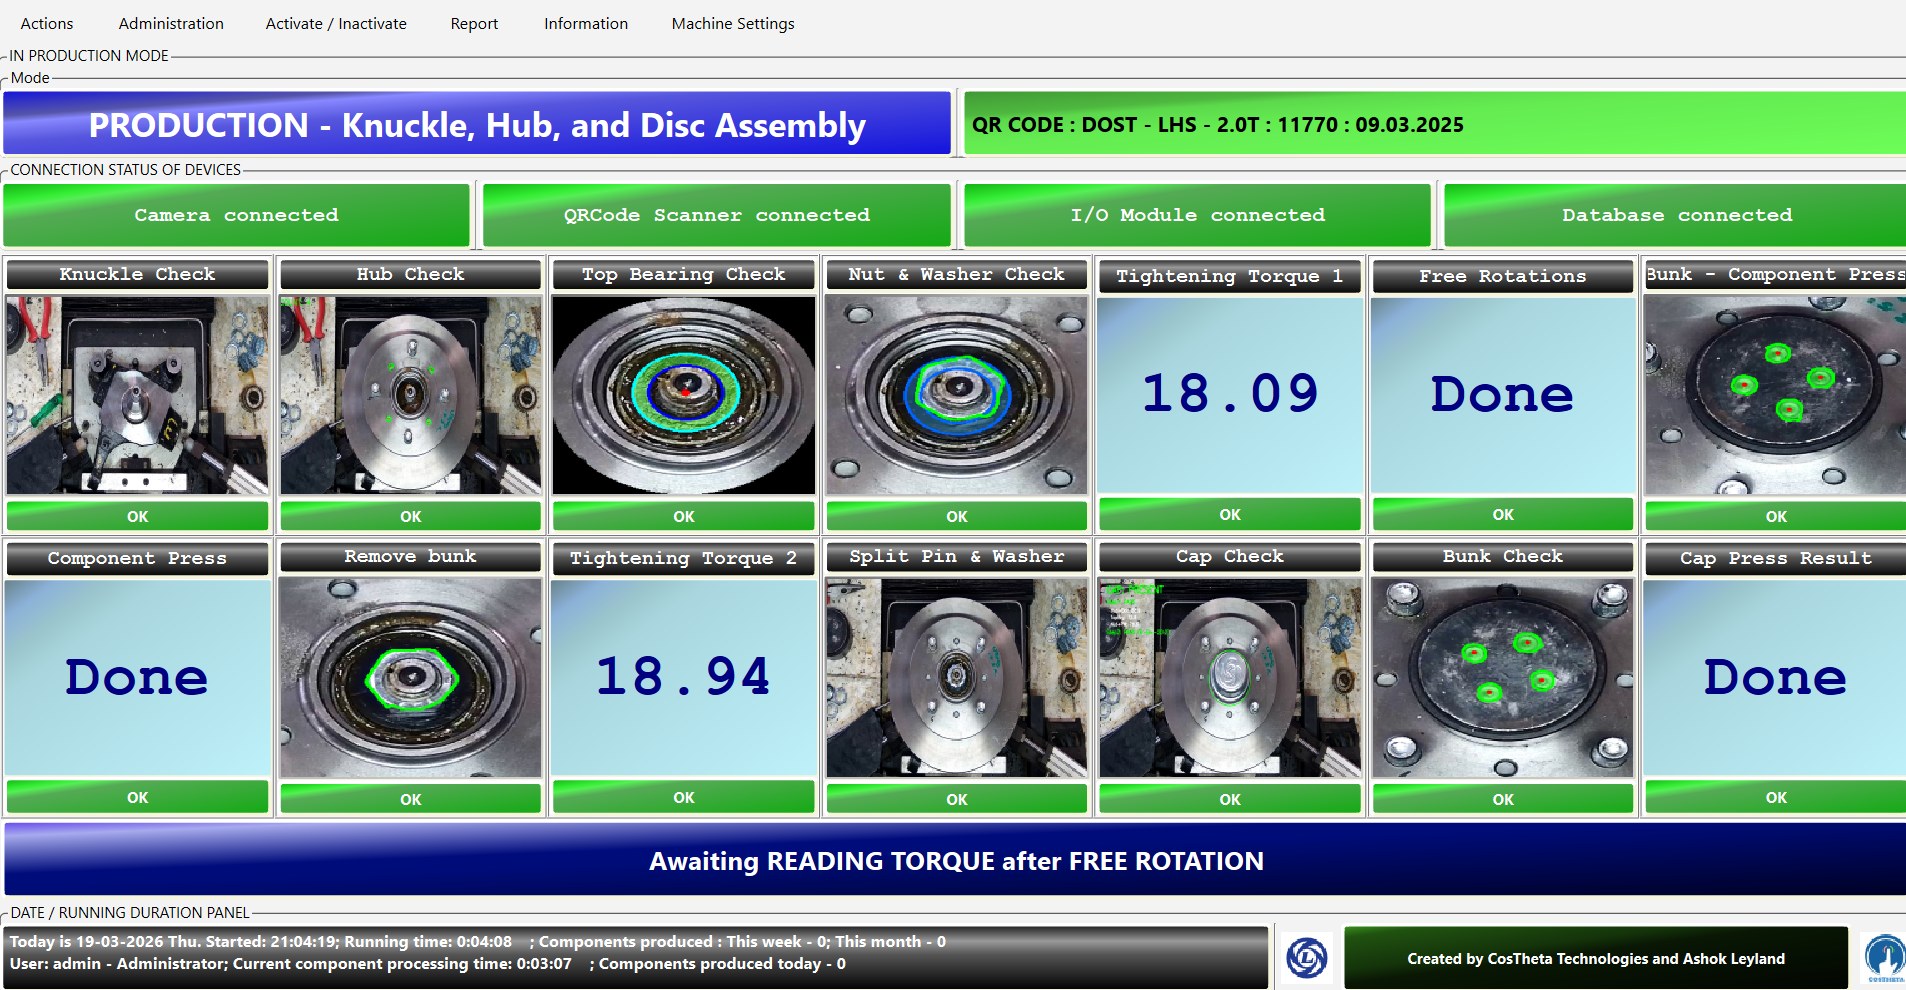 Actions Administration Activate / Inactivate Report Information Machine Settings
IN PRODUCTION MODE
Mode
PRODUCTION - Knuckle, Hub, and Disc Assembly
QR CODE : DOST - LHS - 2.0T : 11770 : 09.03.2025
CONNECTION STATUS OF DEVICES
Camera connected
QRCode Scanner connected
I/O Module connected
Database connected
Knuckle Check
Hub Check
Top Bearing Check
Nut & Washer Check
Tightening Torque 1
Free Rotations
Bunk - Component Press
18.09
Done
OK
OK
OK
OK
OK
OK
OK
Component Press
Remove bunk
Tightening Torque 2
Split Pin & Washer
Cap Check
Bunk Check
Cap Press Result
Done
18.94
Done
OK
OK
OK
OK
OK
OK
OK
Awaiting READING TORQUE after FREE ROTATION
DATE / RUNNING DURATION PANEL
Today is 19-03-2026 Thu. Started: 21:04:19; Running time: 0:04:08 ; Components produced : This week - 0; This month - 0
User: admin - Administrator; Current component processing time: 0:03:07 ; Components produced today - 0
Created by CosTheta Technologies and Ashok Leyland
COSTHETA